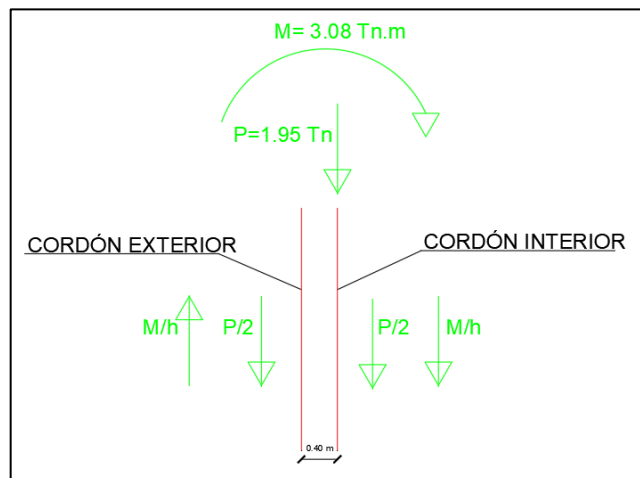 M= 3.08 Tn.m
P=1.95 Tn
CORDÓN EXTERIOR
CORDÓN INTERIOR
M/h
P/2
P/2
M/h
0.40 m